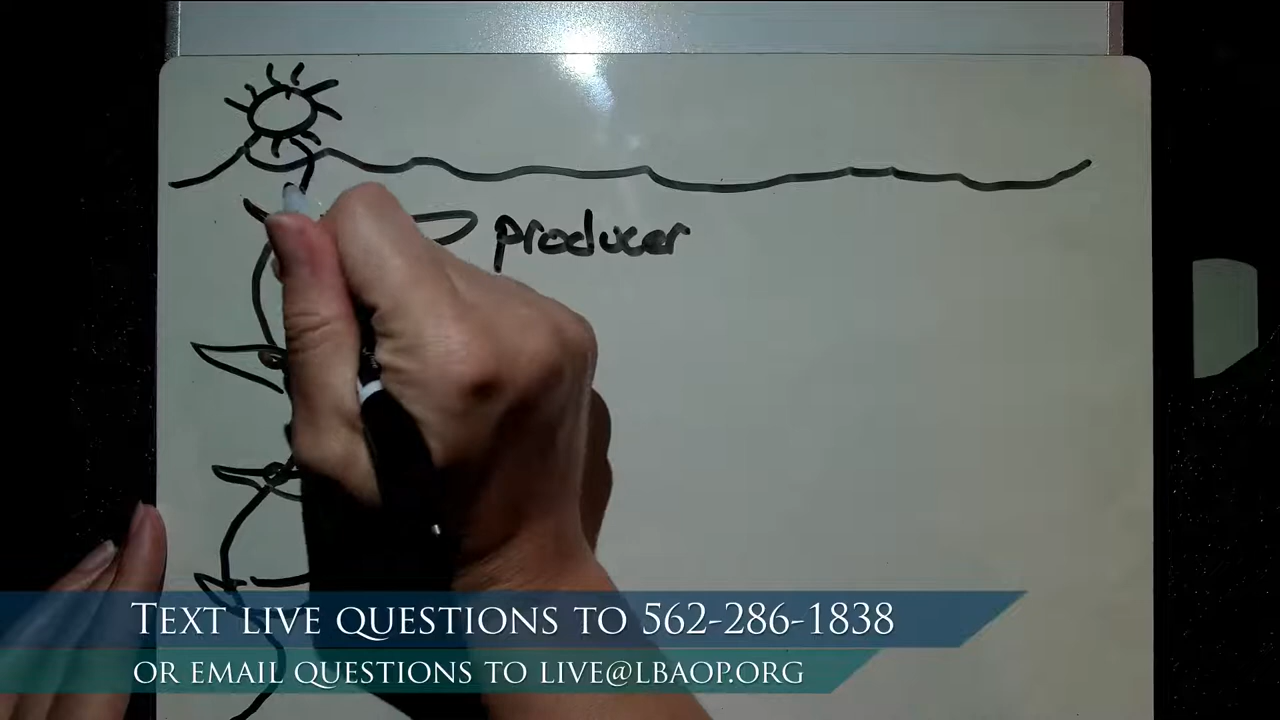 producer
TEXT LIVE QUESTIONS TO 562-286-1838
OR EMAIL QUESTIONS TO LIVE@LBAOP.ORG